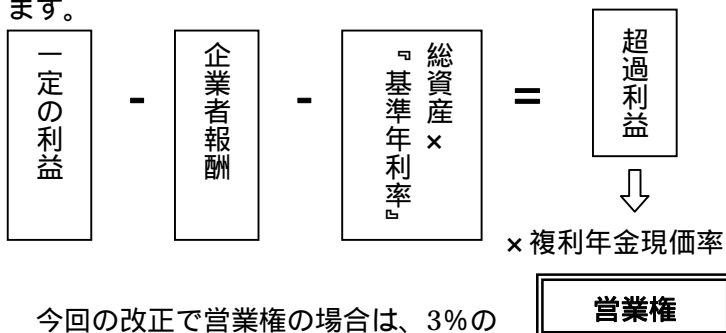 ます。
一定の利益
-
企業者報酬
-
総資産×
『基準年利率』
=
超過利益
⇩
×複利年金現価率
営業権
今回の改正で営業権の場合は、3%の